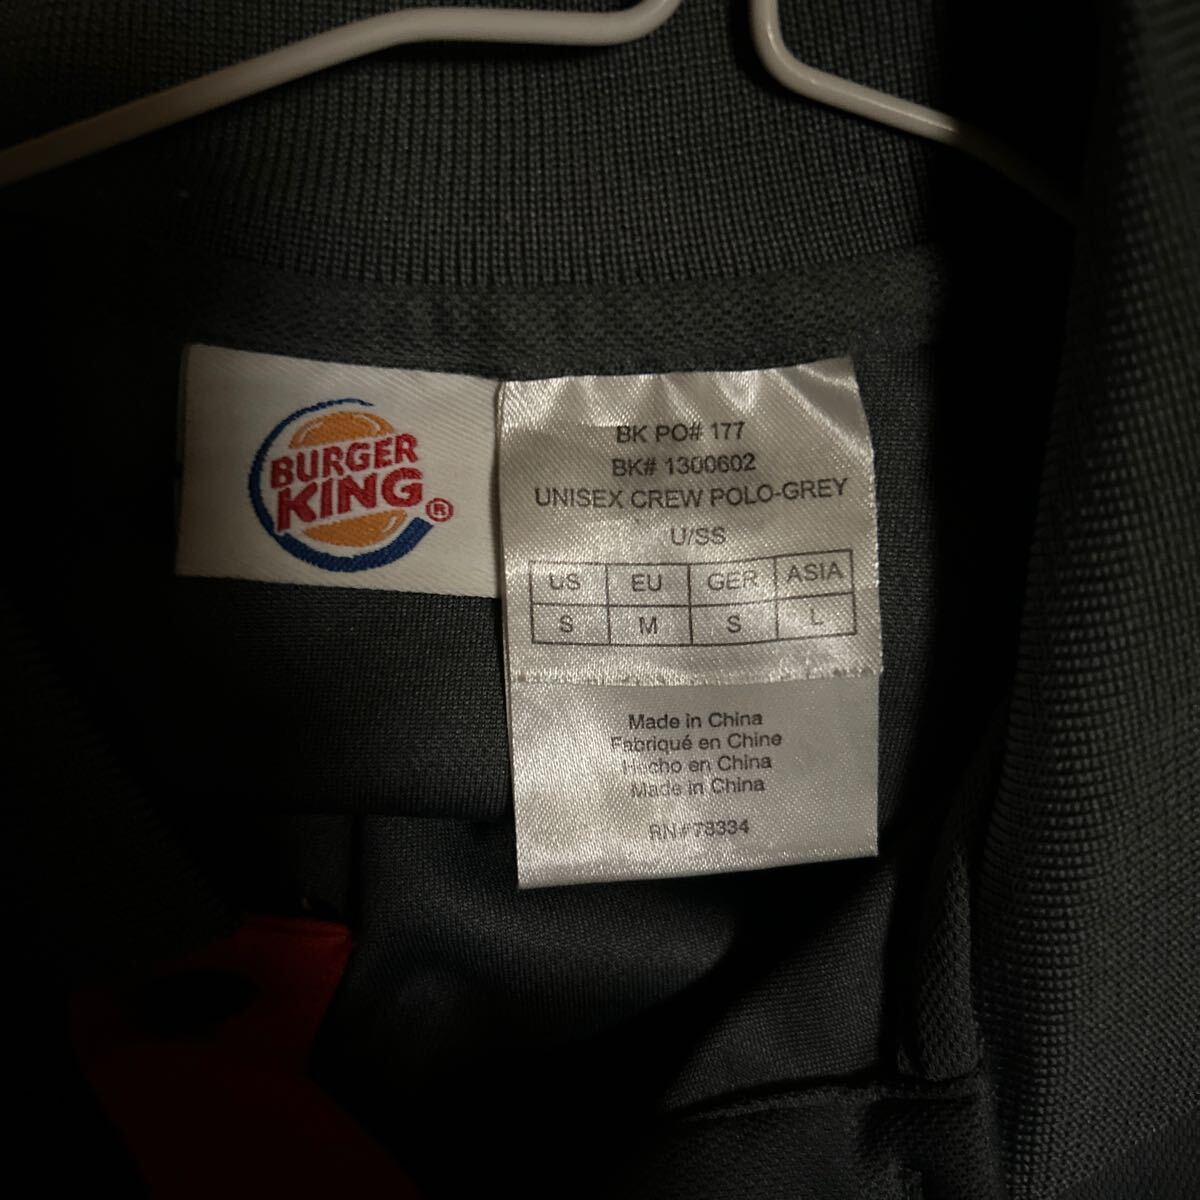 BURGER
KING®
BK PO# 177
BK# 1300602
UNISEX CREW POLO-GREY
U/SS
US EU GER ASIA
S M S L
Made in China
Fabriqué en Chine
Hecho en China
Made in China
RN#78334